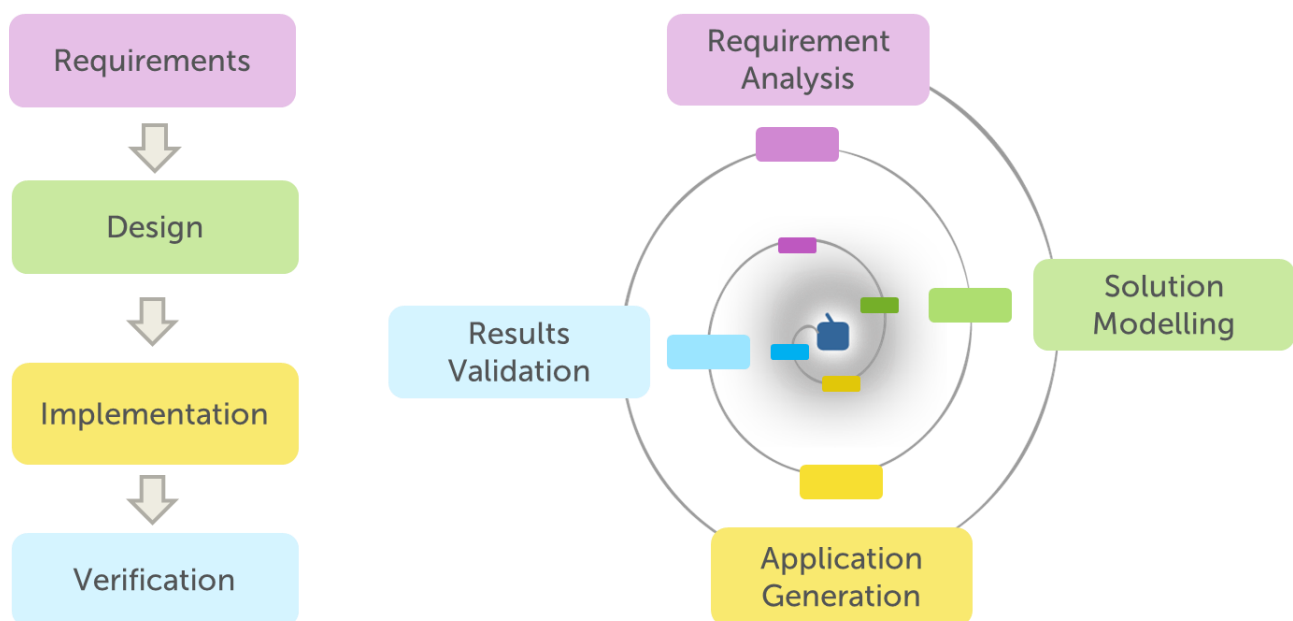 Requirements
Design
Implementation
Verification
Requirement
Analysis
Solution
Modelling
Results
Validation
Application
Generation